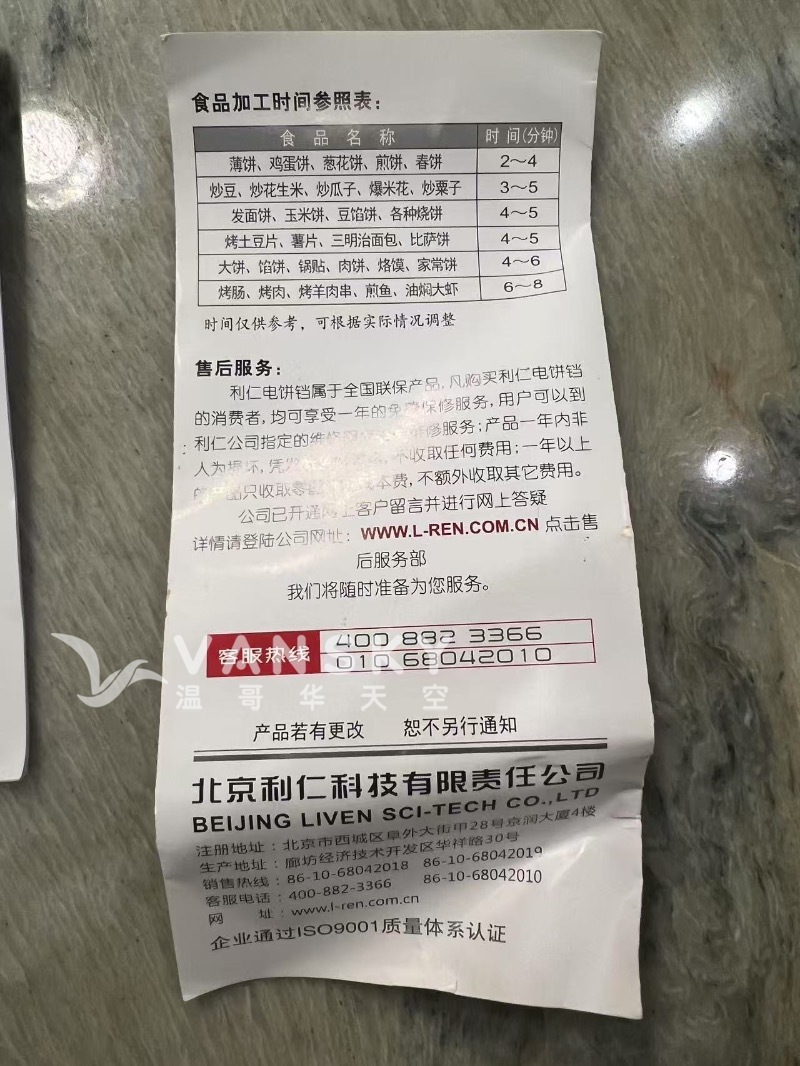 食品加工时间参照表：
食品名称 时间(分钟)
薄饼、鸡蛋饼、葱花饼、煎饼、春饼 2～4
炒豆、炒花生米、炒瓜子、爆米花、炒粟子 3～5
发面饼、玉米饼、豆馅饼、各种烧饼 4～5
烤土豆片、薯片、三明治面包、比萨饼 4～5
大饼、馅饼、锅贴、肉饼、烙馍、家常饼 4～6
烤肠、烤肉、烤羊肉串、煎鱼、油焖大虾 6～8
时间仅供参考，可根据实际情况调整
售后服务：
利仁电饼铛属于全国联保产品，凡购买利仁电饼铛
的消费者，均可享受一年的免费保修服务，用户可以到
利仁公司指定的维修 维修服务；产品一年内非
人为损坏，凭发 不收取任何费用；一年以上
的产品只收取零 本费，不额外收取其它费用。
公司已开通网上客户留言并进行网上答疑
详情请登陆公司网址：WWW.L-REN.COM.CN 点击售
后服务部
我们将随时准备为您服务。
客服热线 400 882 3366
010 68042010
VANSKY
温哥华天空
产品若有更改 恕不另行通知
北京利仁科技有限责任公司
BEIJING LIVEN SCI-TECH CO.,LTD
注册地址：北京市西城区阜外大街甲28号京润大厦4楼
生产地址：廊坊经济技术开发区华祥路30号
销售热线：86-10-68042018 86-10-68042019
客服电话：400-882-3366 86-10-68042010
网 址：www.l-ren.com.cn
企业通过ISO9001质量体系认证